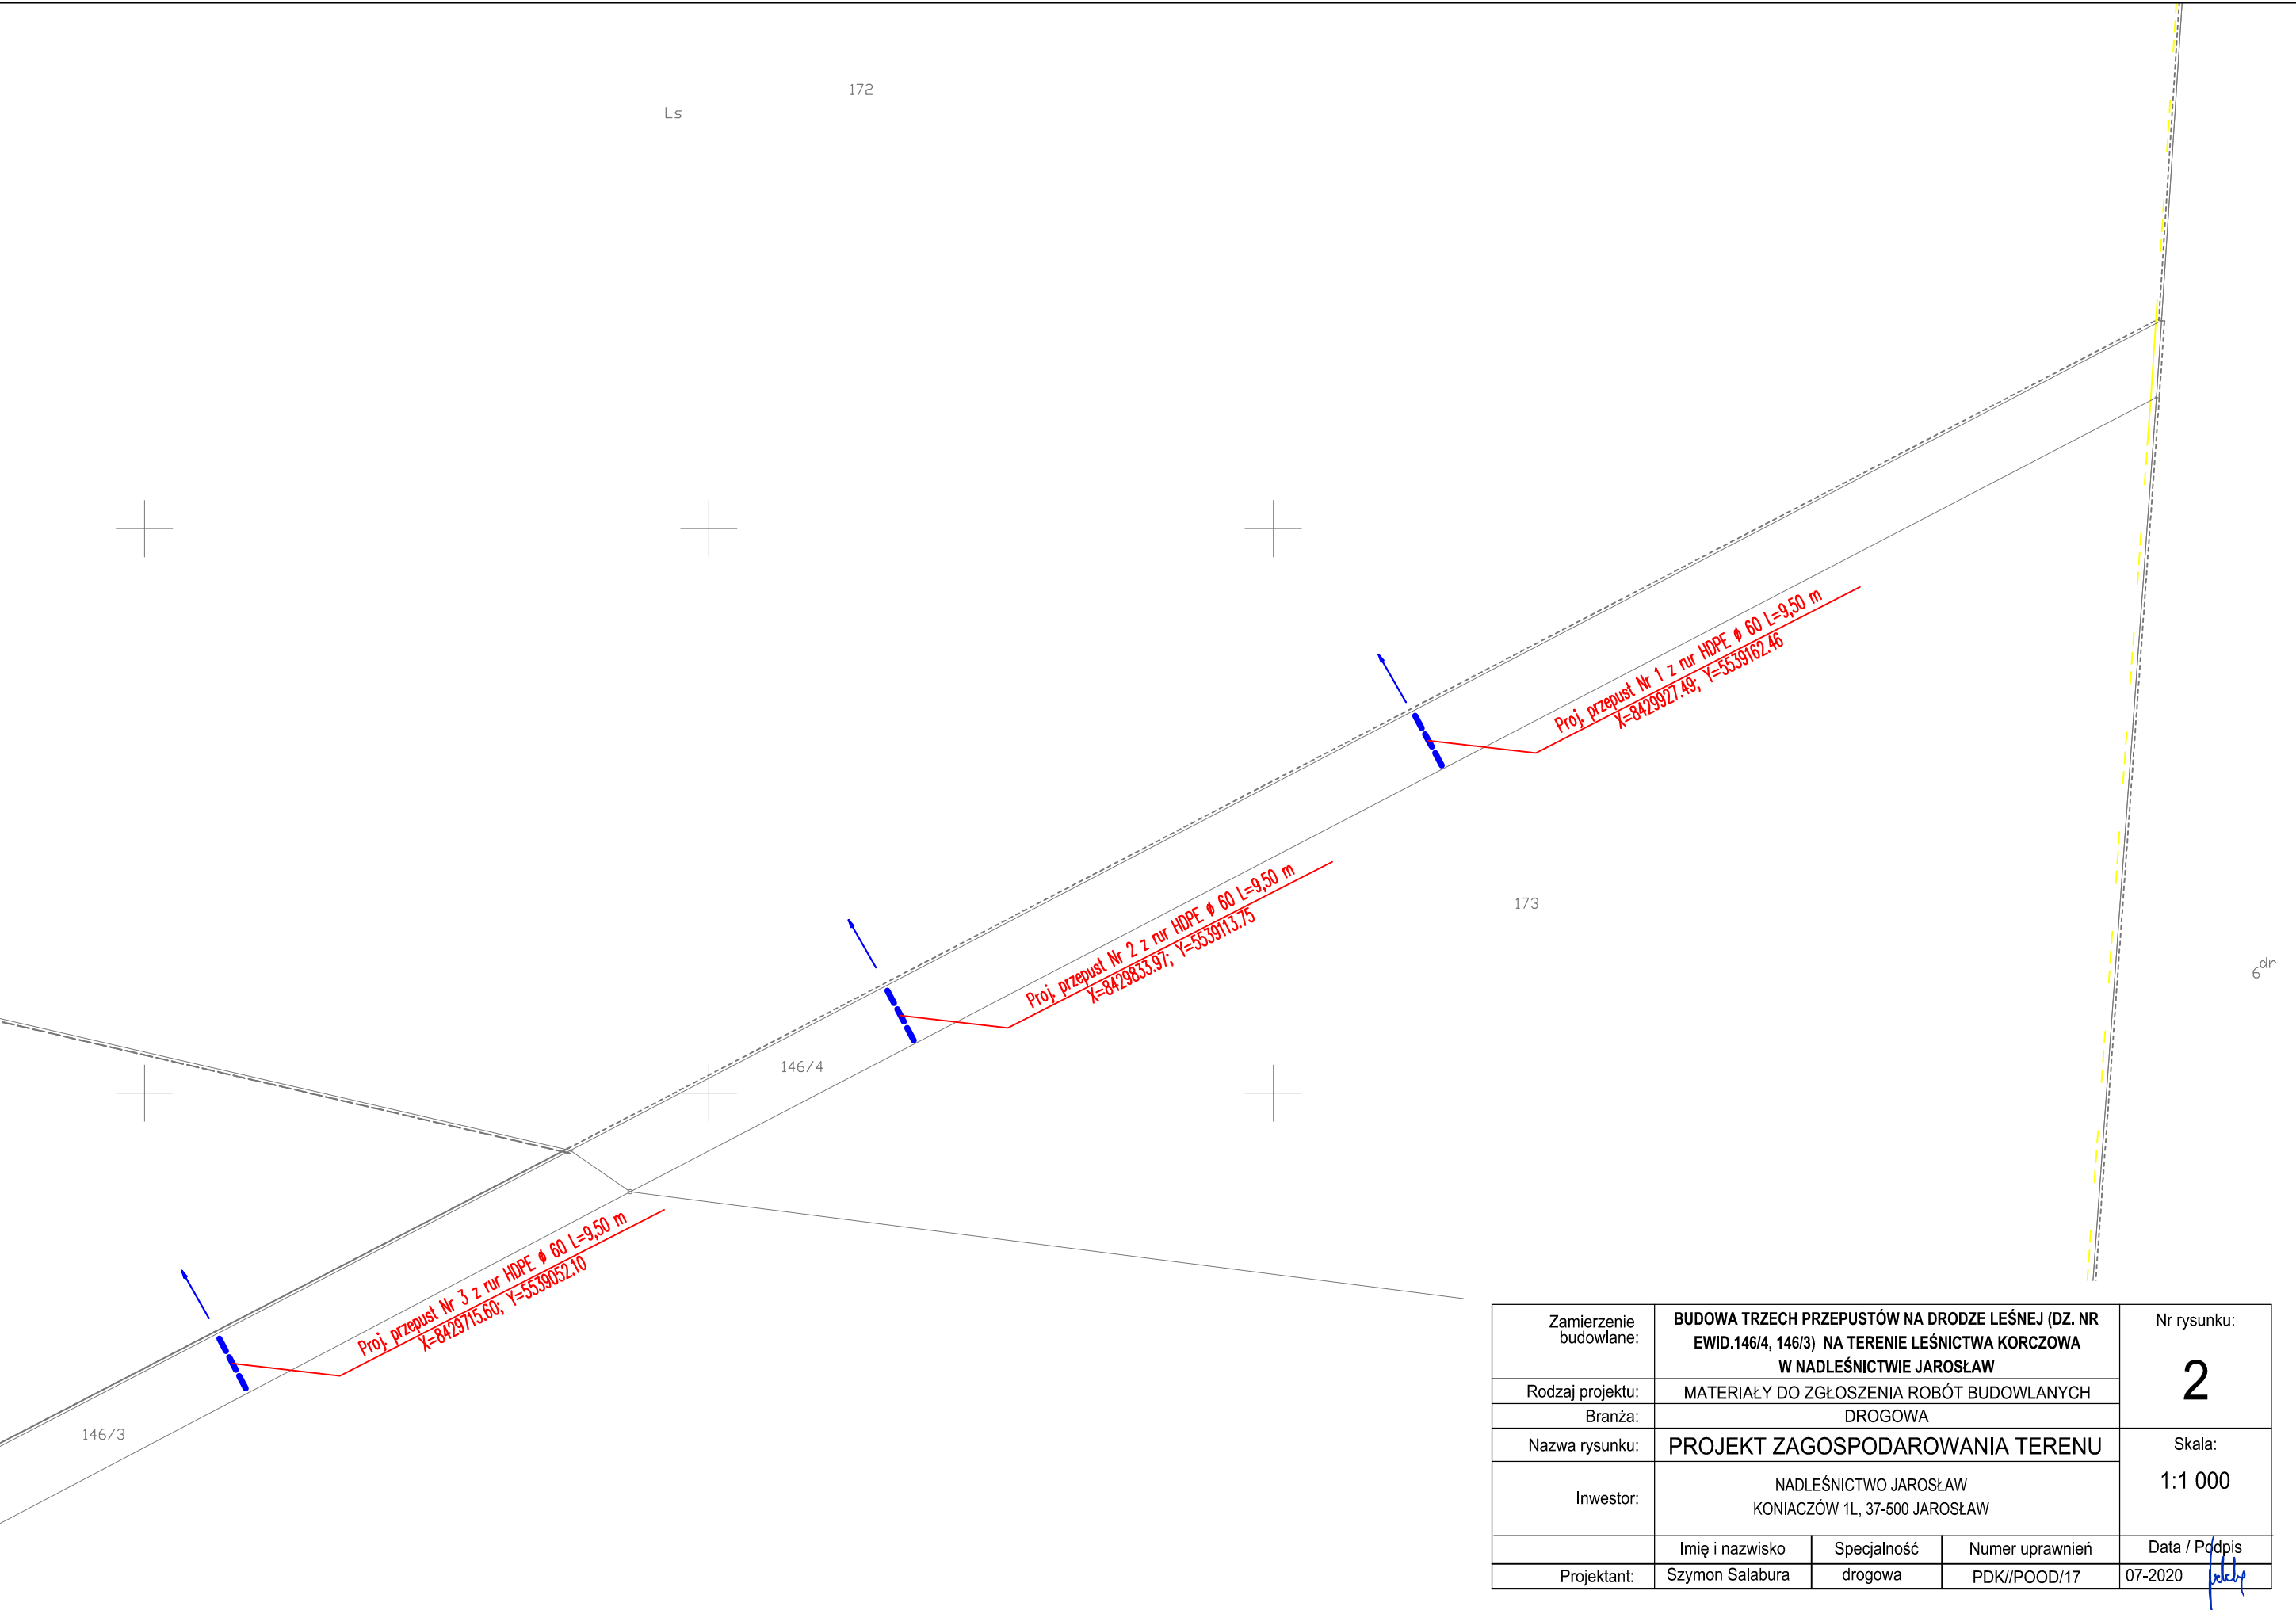 172
Ls
Proj. przepust Nr 1 z rur HDPE ϕ 60 L=9,50 m
X=8429927.49; Y=5539162.46
Proj. przepust Nr 2 z rur HDPE ϕ 60 L=9,50 m
X=8429833.97; Y=5539113.75
173
6dr
146/4
Proj. przepust Nr 3 z rur HDPE ϕ 60 L=9,50 m
X=8429715.60; Y=5539052.10
146/3
Zamierzenie
budowlane:
BUDOWA TRZECH PRZEPUSTÓW NA DRODZE LEŚNEJ (DZ. NR
EWID.146/4, 146/3) NA TERENIE LEŚNICTWA KORCZOWA
W NADLEŚNICTWIE JAROSŁAW
Nr rysunku:
2
Rodzaj projektu:
MATERIAŁY DO ZGŁOSZENIA ROBÓT BUDOWLANYCH
Branża:
DROGOWA
Nazwa rysunku:
PROJEKT ZAGOSPODAROWANIA TERENU
Skala:
1:1 000
Inwestor:
NADLEŚNICTWO JAROSŁAW
KONIACZÓW 1L, 37-500 JAROSŁAW
Imię i nazwisko
Specjalność
Numer uprawnień
Data / Podpis
Projektant:
Szymon Salabura
drogowa
PDK//POOD/17
07-2020